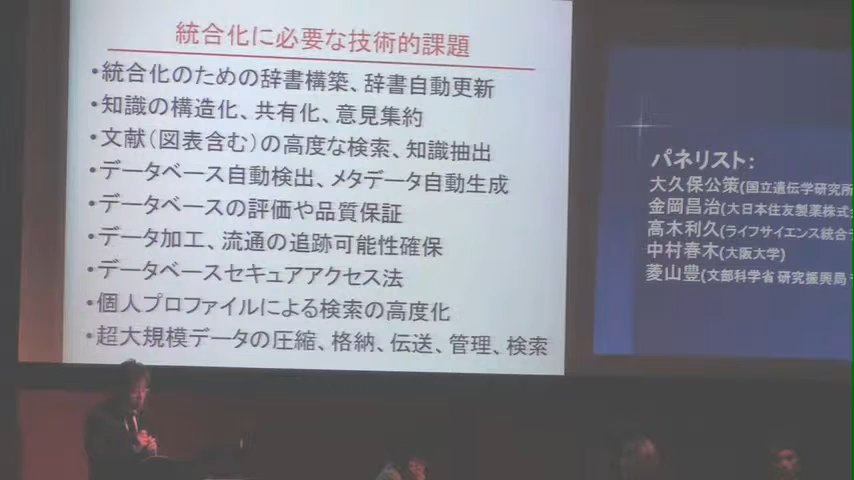 統合化に必要な技術的課題
•統合化のための辞書構築、辞書自動更新
•知識の構造化、共有化、意見集約
•文献（図表含む）の高度な検索、知識抽出
•データベース自動検出、メタデータ自動生成
•データベースの評価や品質保証
•データ加工、流通の追跡可能性確保
•データベースセキュアアクセス法
•個人プロファイルによる検索の高度化
•超大規模データの圧縮、格納、伝送、管理、検索
パネリスト：
大久保公策(国立遺伝学研究所
金岡昌治(大日本住友製薬株式
高木利久(ライフサイエンス統合
中村春木(大阪大学)
菱山豊(文部科学省 研究振興局